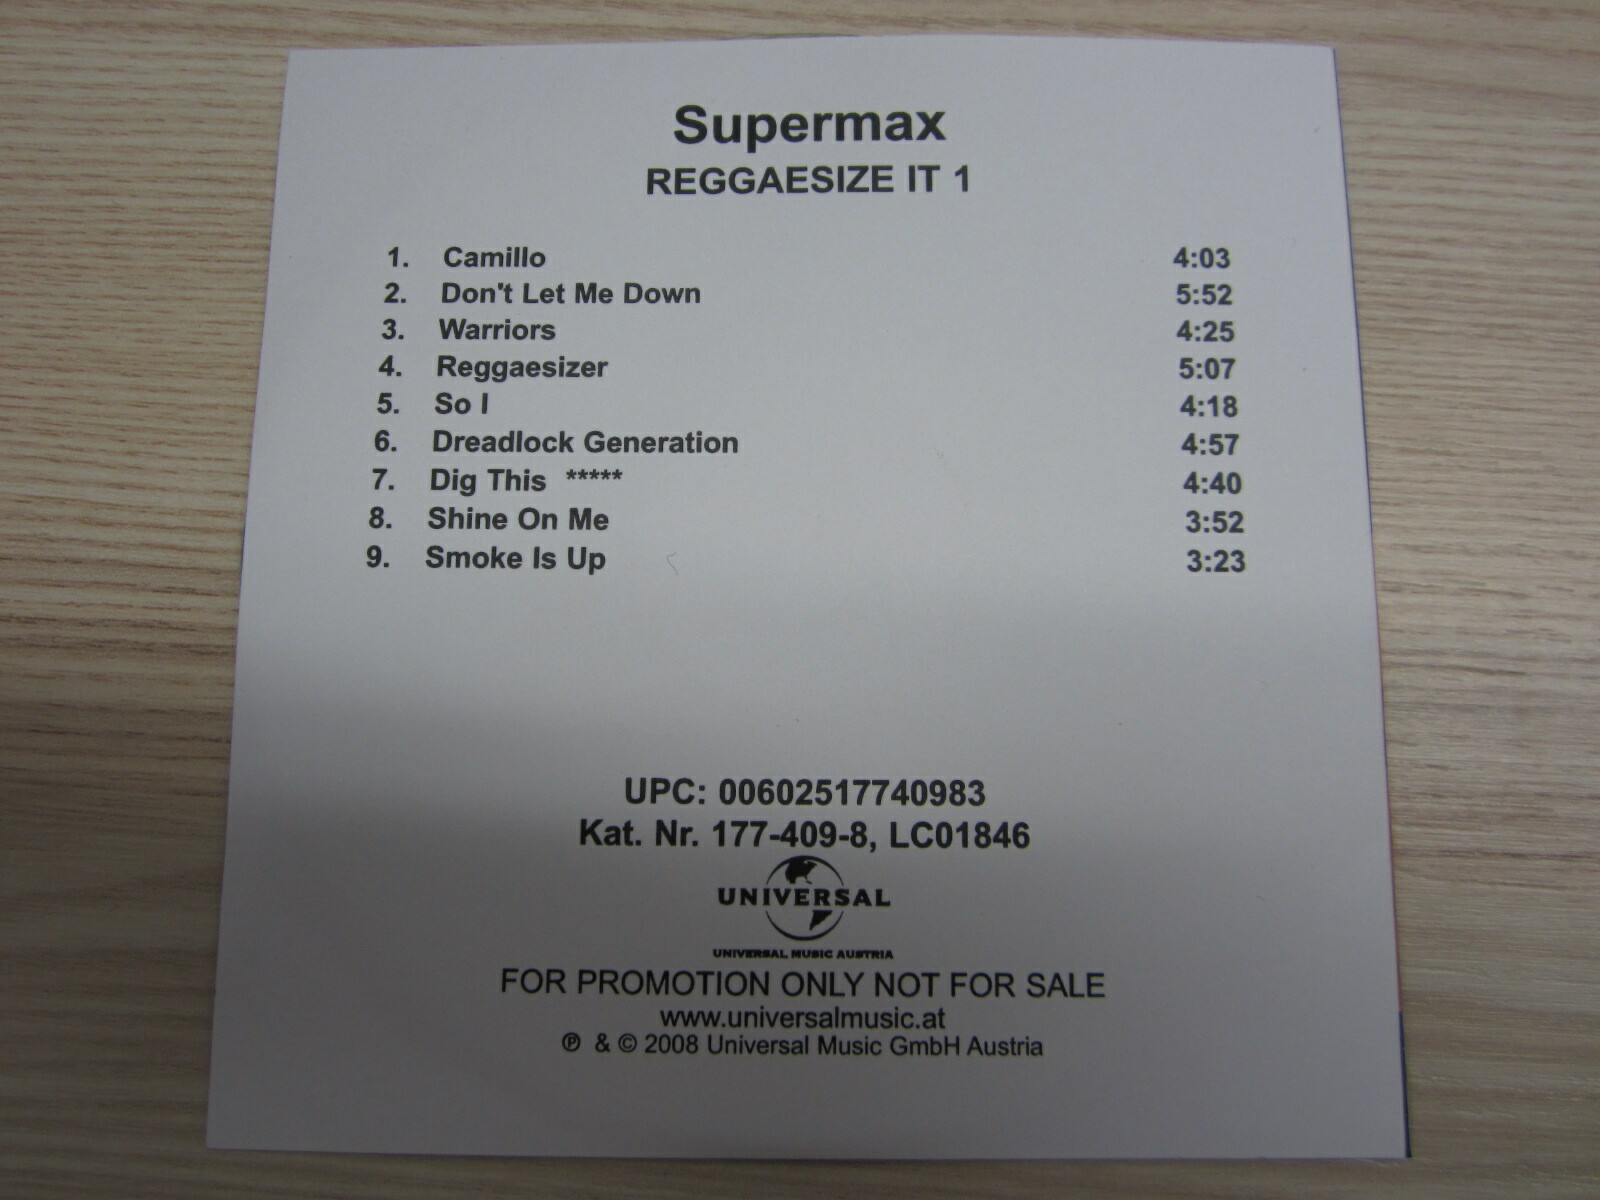 Supermax
REGGAESIZE IT 1
1. Camillo 4:03
2. Don't Let Me Down 5:52
3. Warriors 4:25
4. Reggaesizer 5:07
5. So I 4:18
6. Dreadlock Generation 4:57
7. Dig This ***** 4:40
8. Shine On Me 3:52
9. Smoke Is Up 3:23
UPC: 00602517740983
Kat. Nr. 177-409-8, LC01846
UNIVERSAL
UNIVERSAL MUSIC AUSTRIA
FOR PROMOTION ONLY NOT FOR SALE
www.universalmusic.at
℗ & © 2008 Universal Music GmbH Austria